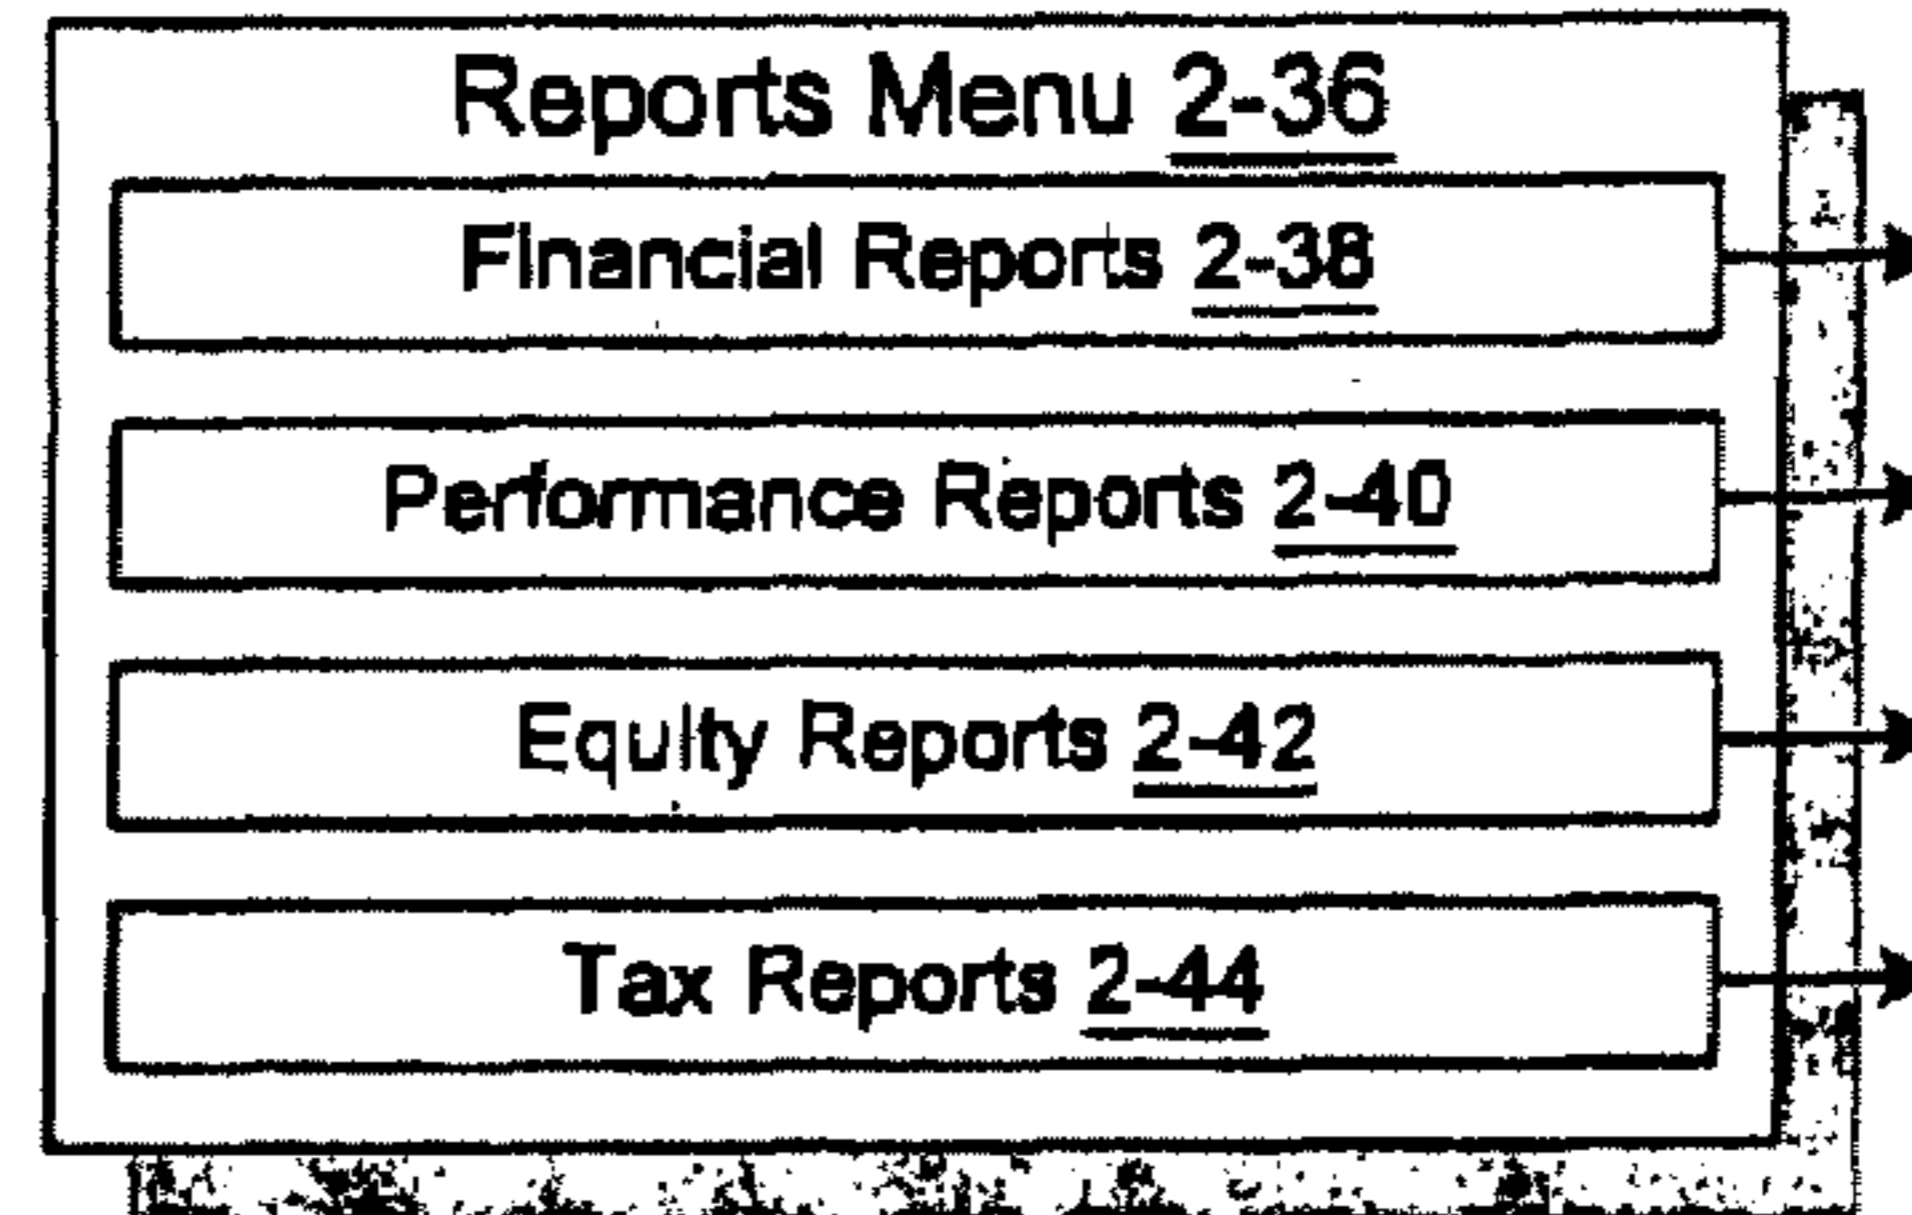 Reports Menu 2-36
Financial Reports 2-38
Performance Reports 2-40
Equity Reports 2-42
Tax Reports 2-44